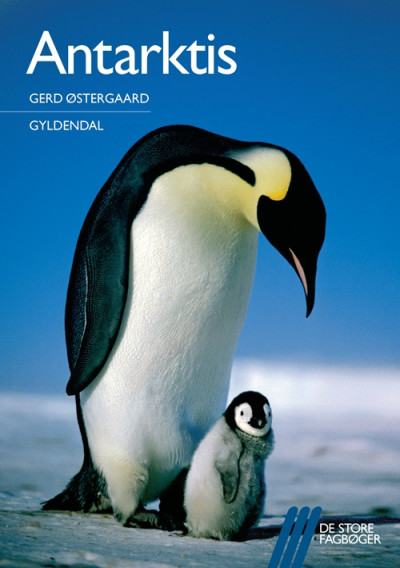 Antarktis
GERD ØSTERGAARD
GYLDENDAL
DE STORE
FAGBØGER